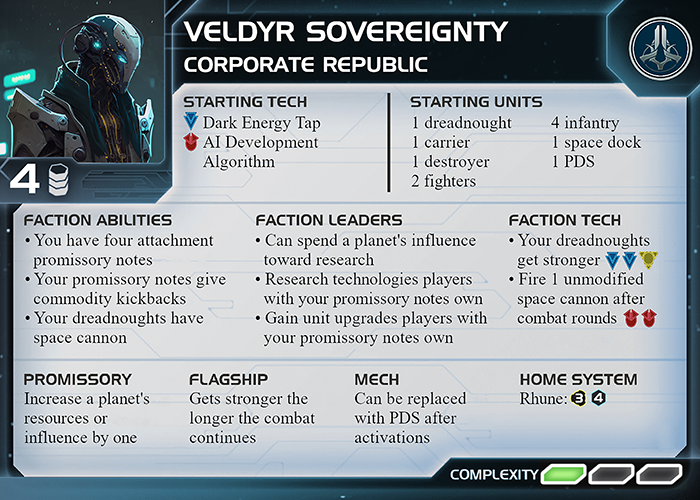 VELDYR SOVEREIGNTY
CORPORATE REPUBLIC
4
STARTING TECH
Dark Energy Tap
AI Development
Algorithm
STARTING UNITS
1 dreadnought
1 carrier
1 destroyer
2 fighters
4 infantry
1 space dock
1 PDS
FACTION ABILITIES
• You have four attachment
promissory notes
• Your promissory notes give
commodity kickbacks
• Your dreadnoughts have
space cannon
FACTION LEADERS
• Can spend a planet's influence
toward research
• Research technologies players
with your promissory notes own
• Gain unit upgrades players with
your promissory notes own
FACTION TECH
• Your dreadnoughts
get stronger
• Fire 1 unmodified
space cannon after
combat rounds
PROMISSORY
Increase a planet's
resources or
influence by one
FLAGSHIP
Gets stronger the
longer the combat
continues
MECH
Can be replaced
with PDS after
activations
HOME SYSTEM
Rhune: 3 4
COMPLEXITY